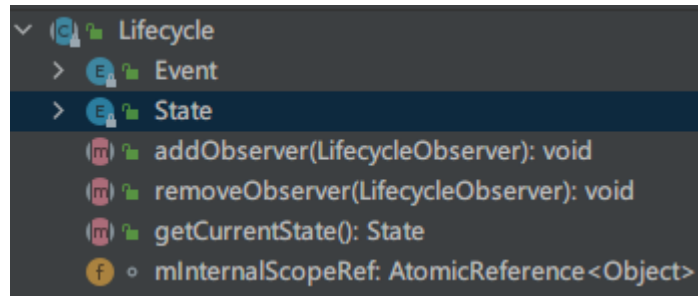 Lifecycle
Event
State
addObserver(LifecycleObserver): void
removeObserver(LifecycleObserver): void
getCurrentState(): State
mInternalScopeRef: AtomicReference<Object>